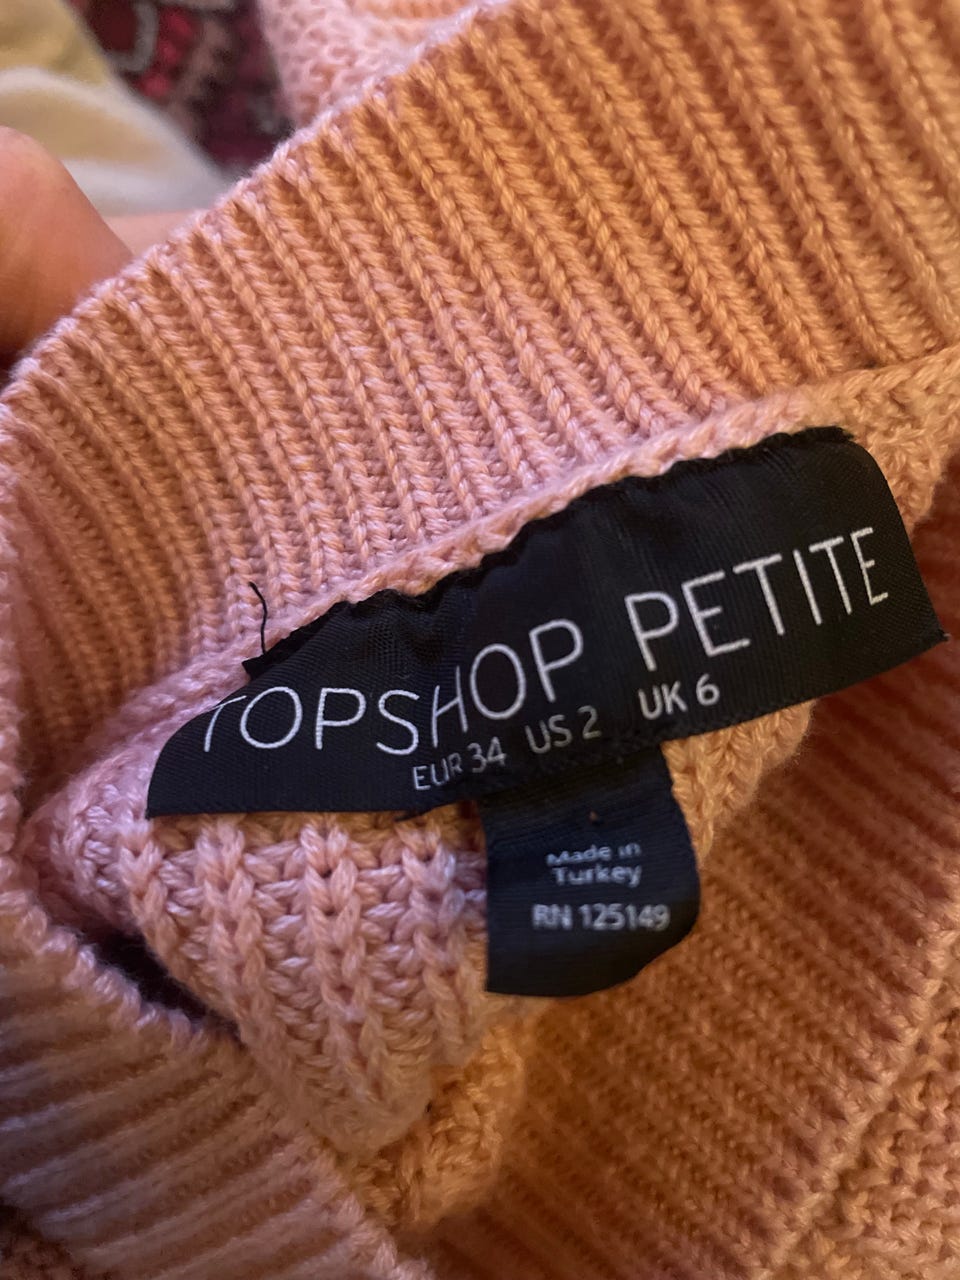 TOPSHOP PETITE
EUR 34 US 2 UK 6
Made in
Turkey
RN 125149